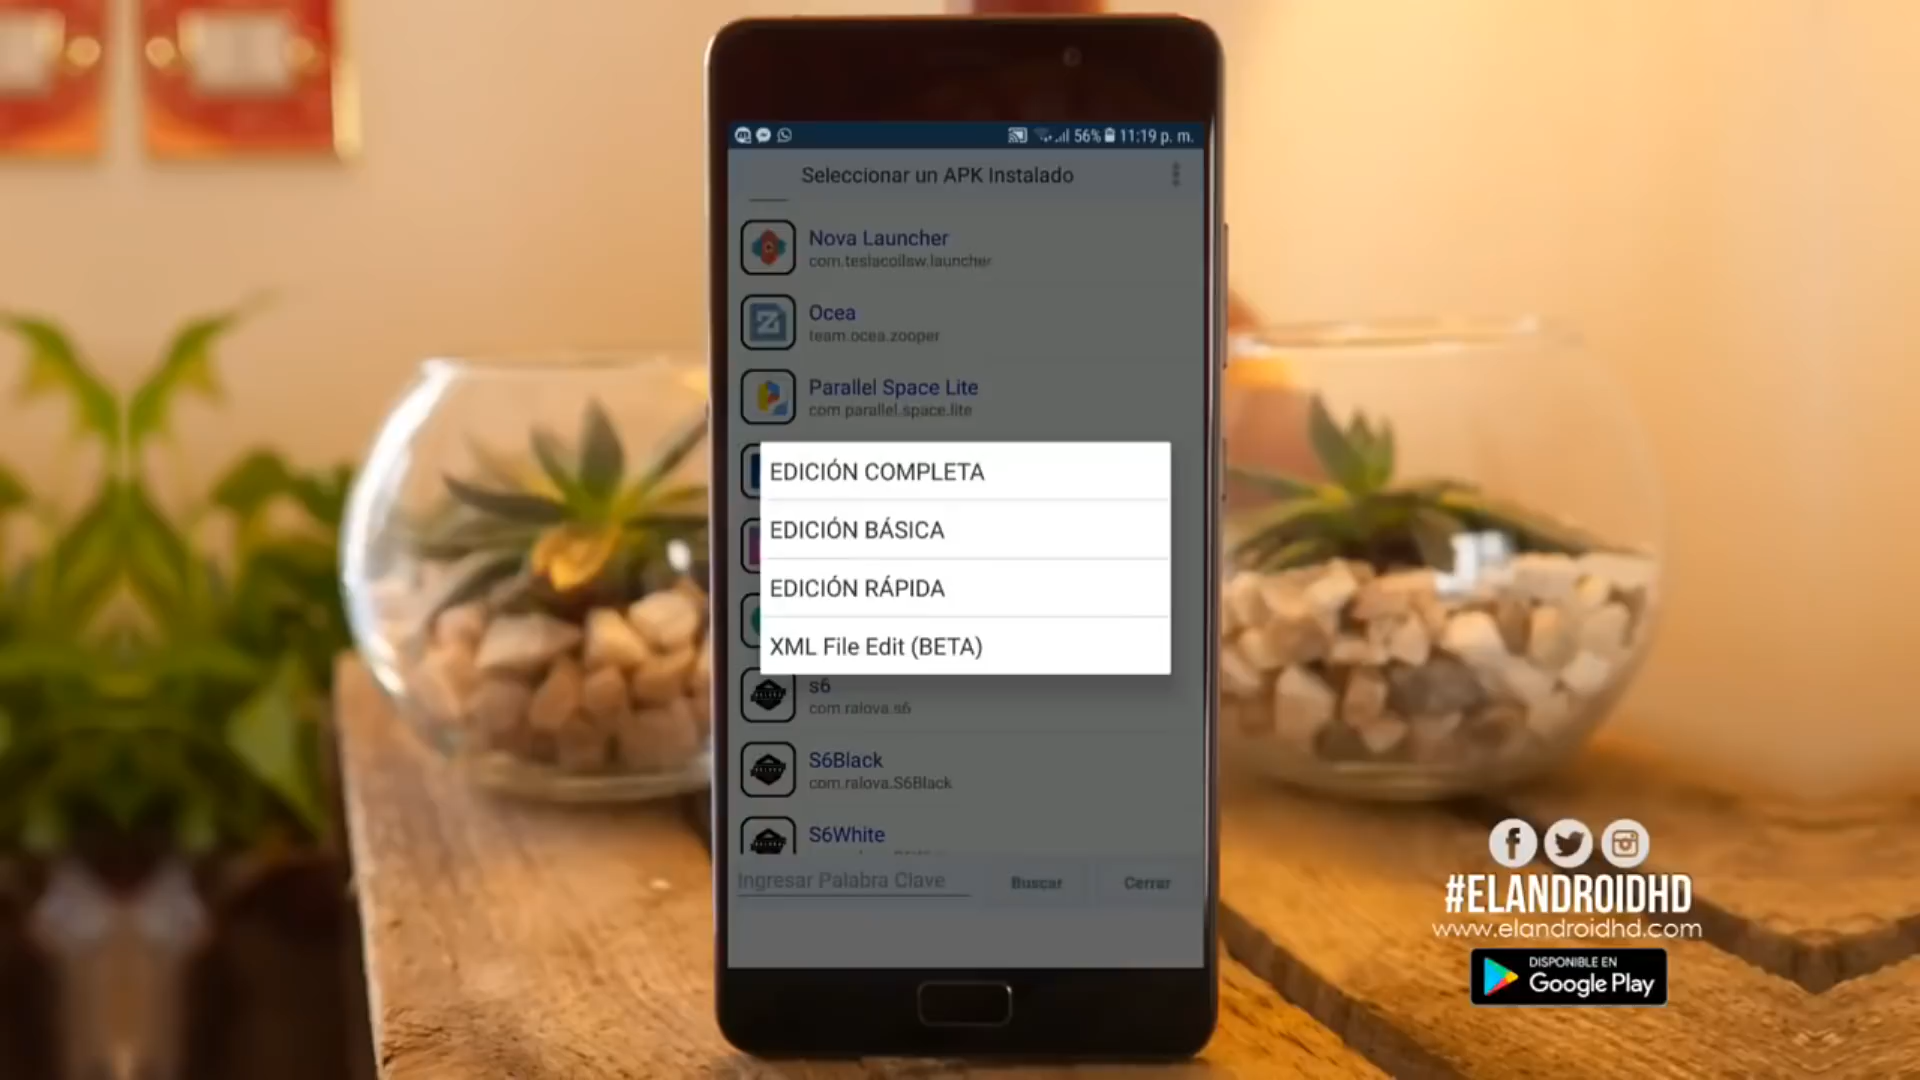 56% 11:19 p. m.
Seleccionar un APK Instalado
Nova Launcher
com.teslacoilsw.launcher
Ocea
team.ocea.zooper
Parallel Space Lite
com.parallel.space.lite
EDICIÓN COMPLETA
EDICIÓN BÁSICA
EDICIÓN RÁPIDA
XML File Edit (BETA)
s6
com.ralova.s6
S6Black
com.ralova.S6Black
S6White
Ingresar Palabra Clave
Buscar
Cerrar
#ELANDROIDHD
www.elandroidhd.com
DISPONIBLE EN
Google Play